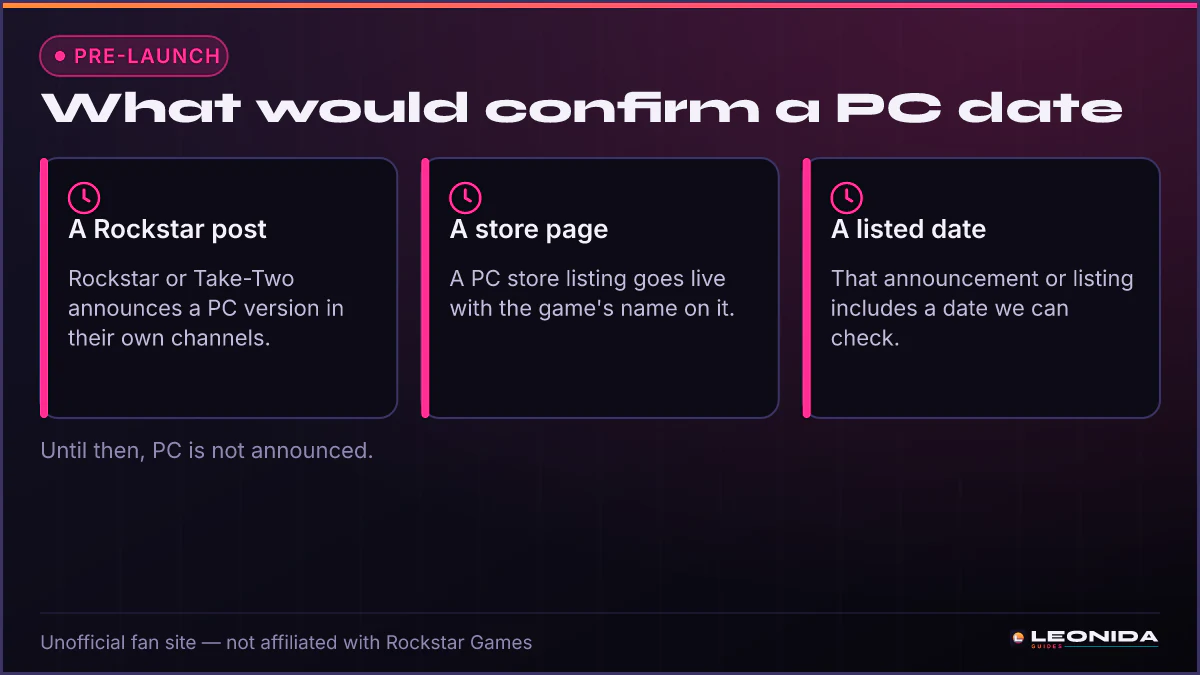 PRE-LAUNCH
What would confirm a PC date
A Rockstar post
Rockstar or Take-Two
announces a PC version in
their own channels.
A store page
A PC store listing goes live
with the game's name on it.
A listed date
That announcement or listing
includes a date we can
check.
Until then, PC is not announced.
Unofficial fan site — not affiliated with Rockstar Games
LEONIDA
GUIDES